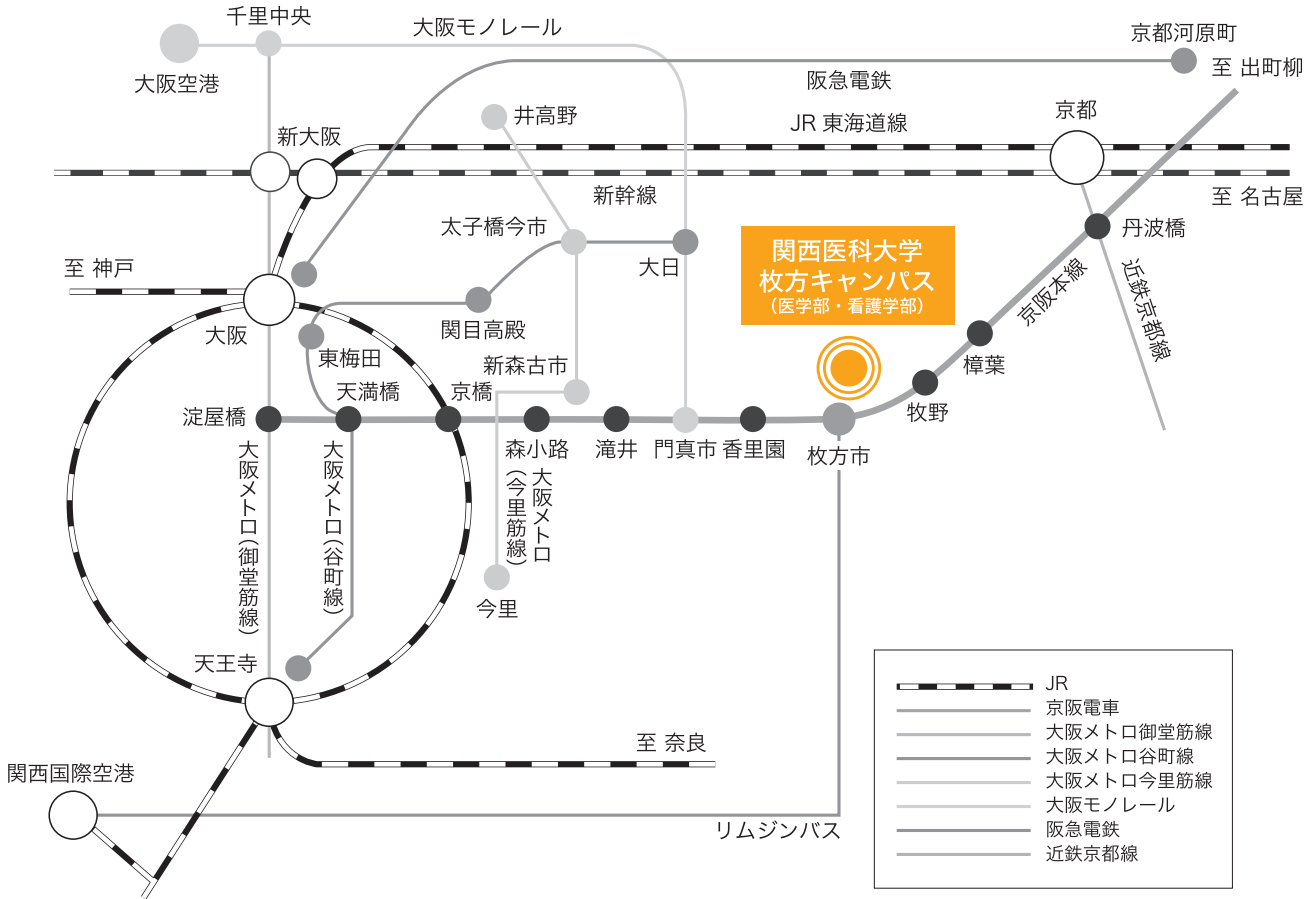 千里中央
大阪モノレール
京都河原町
大阪空港
阪急電鉄
至 出町柳
井高野
京都
新大阪
JR 東海道線
新幹線
至 名古屋
太子橋今市
丹波橋
関西医科大学
枚方キャンパス
（医学部・看護学部）
至 神戸
大日
京阪本線
近鉄京都線
大阪
関目高殿
東梅田
樟葉
新森古市
天満橋
京橋
牧野
淀屋橋
森小路
滝井
門真市
香里園
枚方市
大阪メトロ（御堂筋線）
大阪メトロ（谷町線）
大阪メトロ
（今里筋線）
今里
天王寺
至 奈良
関西国際空港
リムジンバス
JR
京阪電車
大阪メトロ御堂筋線
大阪メトロ谷町線
大阪メトロ今里筋線
大阪モノレール
阪急電鉄
近鉄京都線